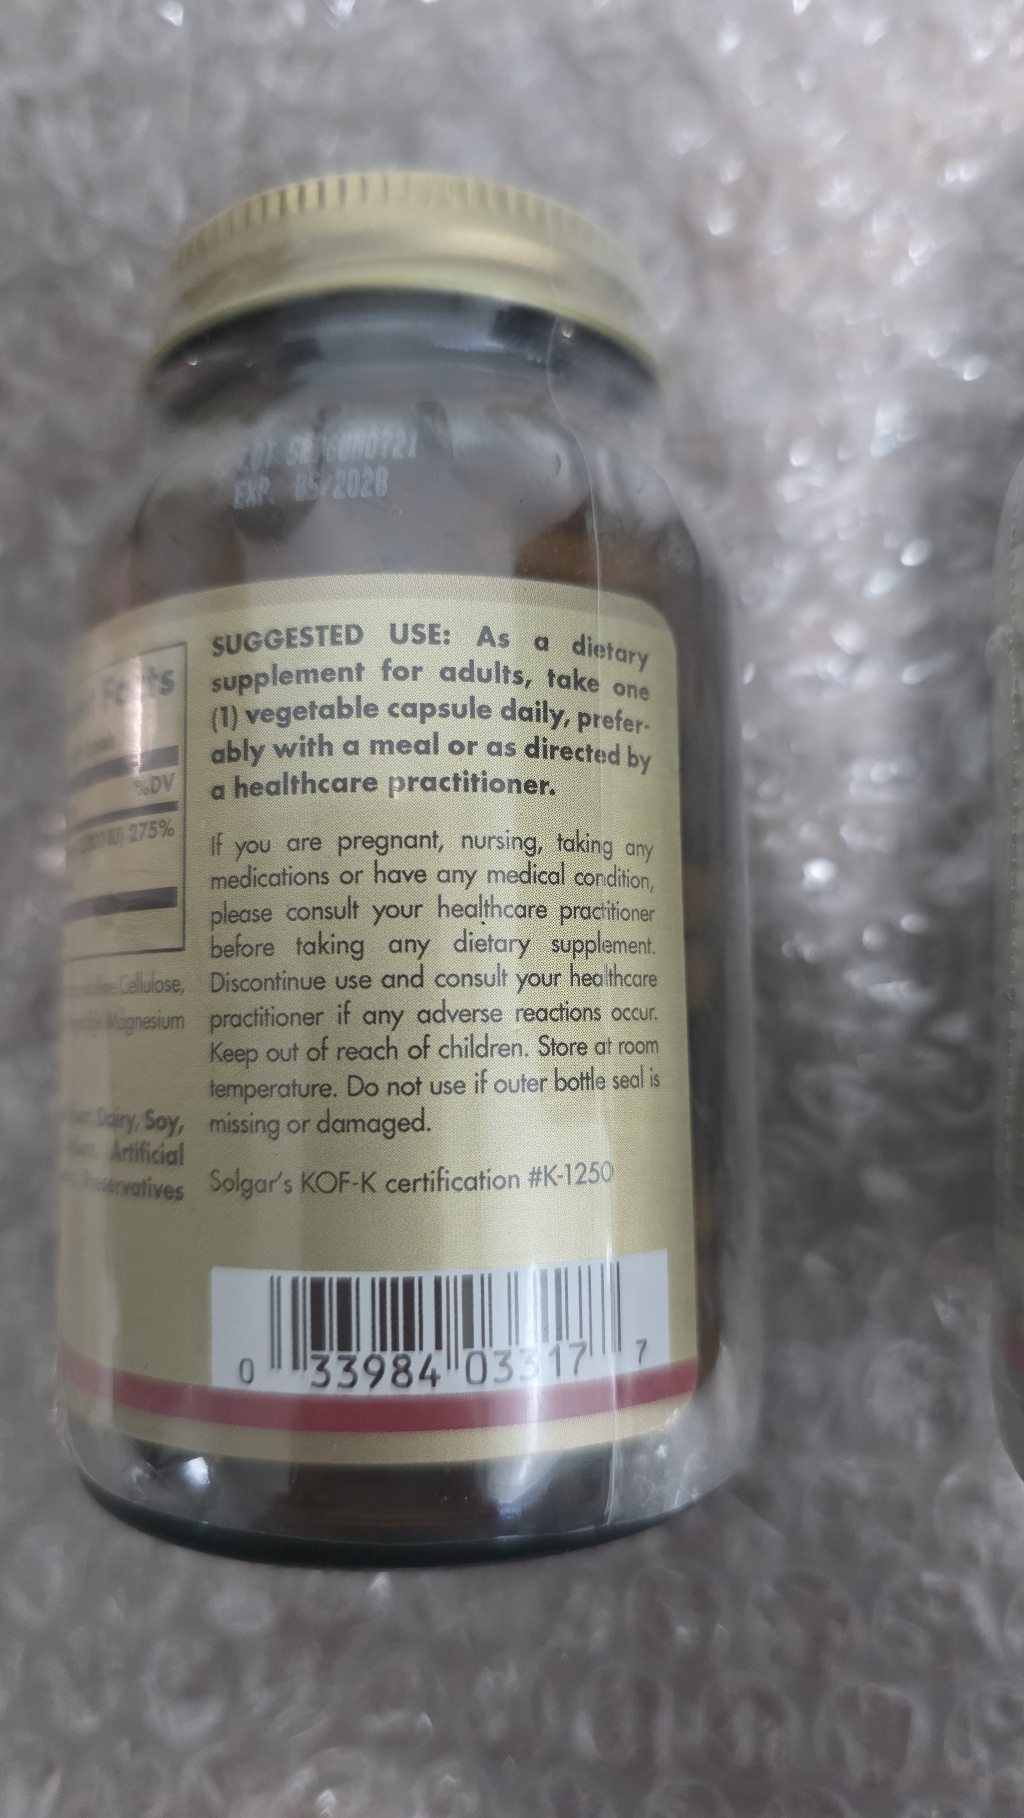 EXP. 05/2028
Facts
%DV
275%
Cellulose,
Magnesium
Dairy, Soy,
Artificial
Preservatives
SUGGESTED USE: As a dietary
supplement for adults, take one
(1) vegetable capsule daily, prefer-
ably with a meal or as directed by
a healthcare practitioner.
If you are pregnant, nursing, taking any
medications or have any medical condition,
please consult your healthcare practitioner
before taking any dietary supplement.
Discontinue use and consult your healthcare
practitioner if any adverse reactions occur.
Keep out of reach of children. Store at room
temperature. Do not use if outer bottle seal is
missing or damaged.
Solgar's KOF-K certification #K-1250
0 33984 03317 7